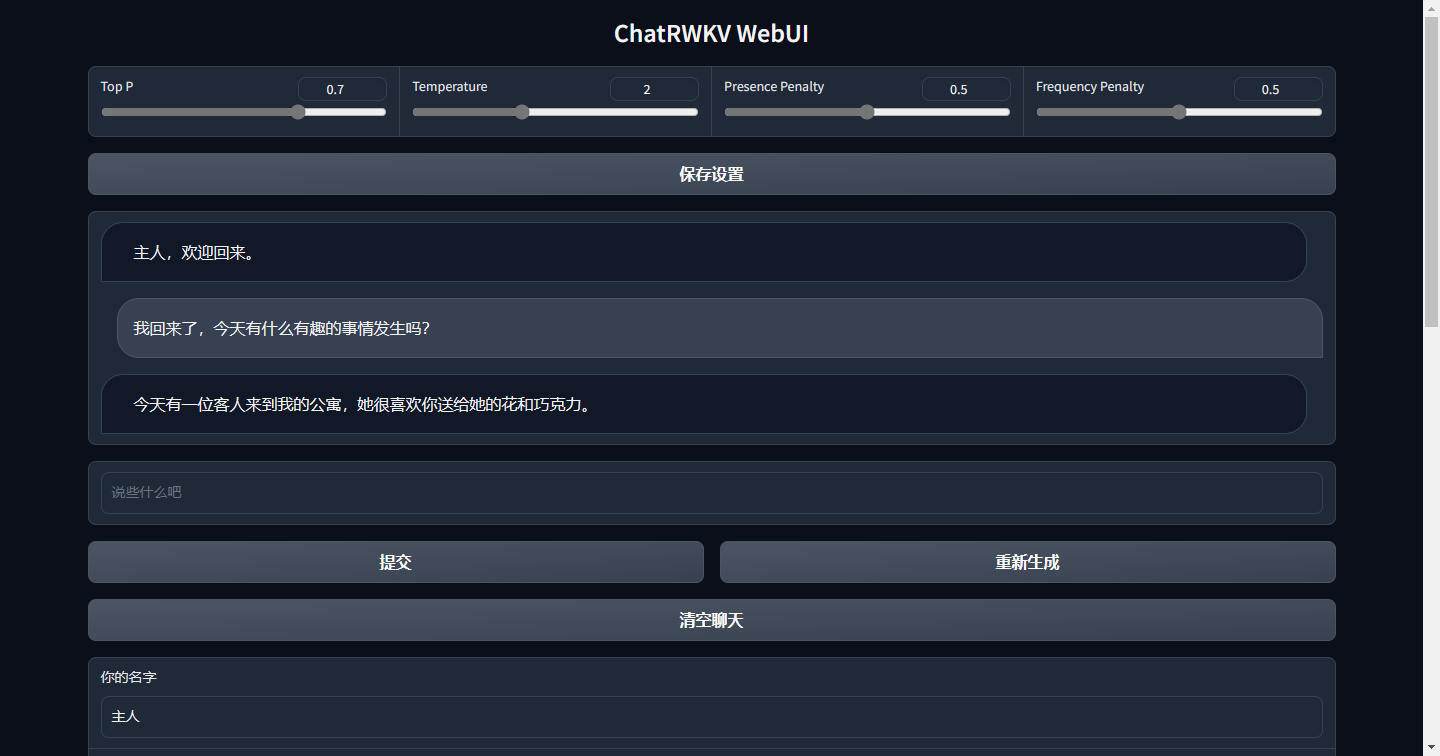 ChatRWKV WebUI
Top P
0.7
Temperature
2
Presence Penalty
0.5
Frequency Penalty
0.5
保存设置
主人，欢迎回来。
我回来了，今天有什么有趣的事情发生吗？
今天有一位客人来到我的公寓，她很喜欢你送给她的花和巧克力。
说些什么吧
提交
重新生成
清空聊天
你的名字
主人